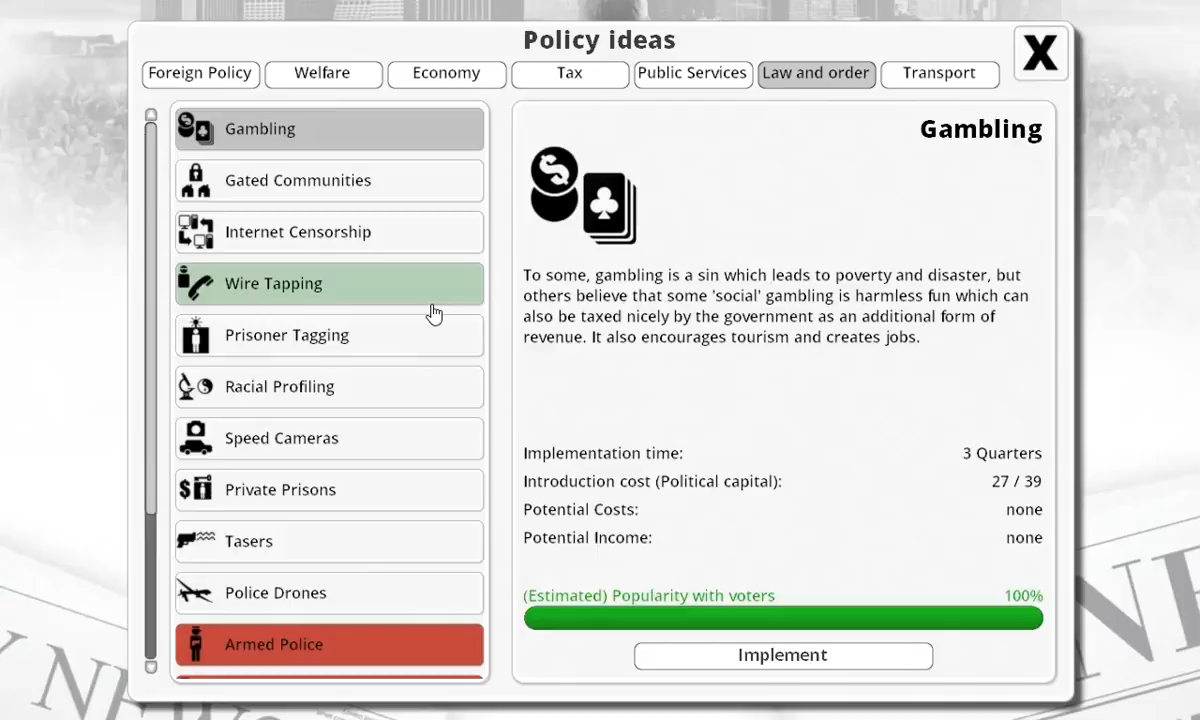 Policy ideas
X
Foreign Policy
Welfare
Economy
Tax
Public Services
Law and order
Transport
Gambling
Gated Communities
Internet Censorship
Wire Tapping
Prisoner Tagging
Racial Profiling
Speed Cameras
Private Prisons
Tasers
Police Drones
Armed Police
Gambling
To some, gambling is a sin which leads to poverty and disaster, but
others believe that some 'social' gambling is harmless fun which can
also be taxed nicely by the government as an additional form of
revenue. It also encourages tourism and creates jobs.
Implementation time: 3 Quarters
Introduction cost (Political capital): 27 / 39
Potential Costs: none
Potential Income: none
(Estimated) Popularity with voters 100%
Implement